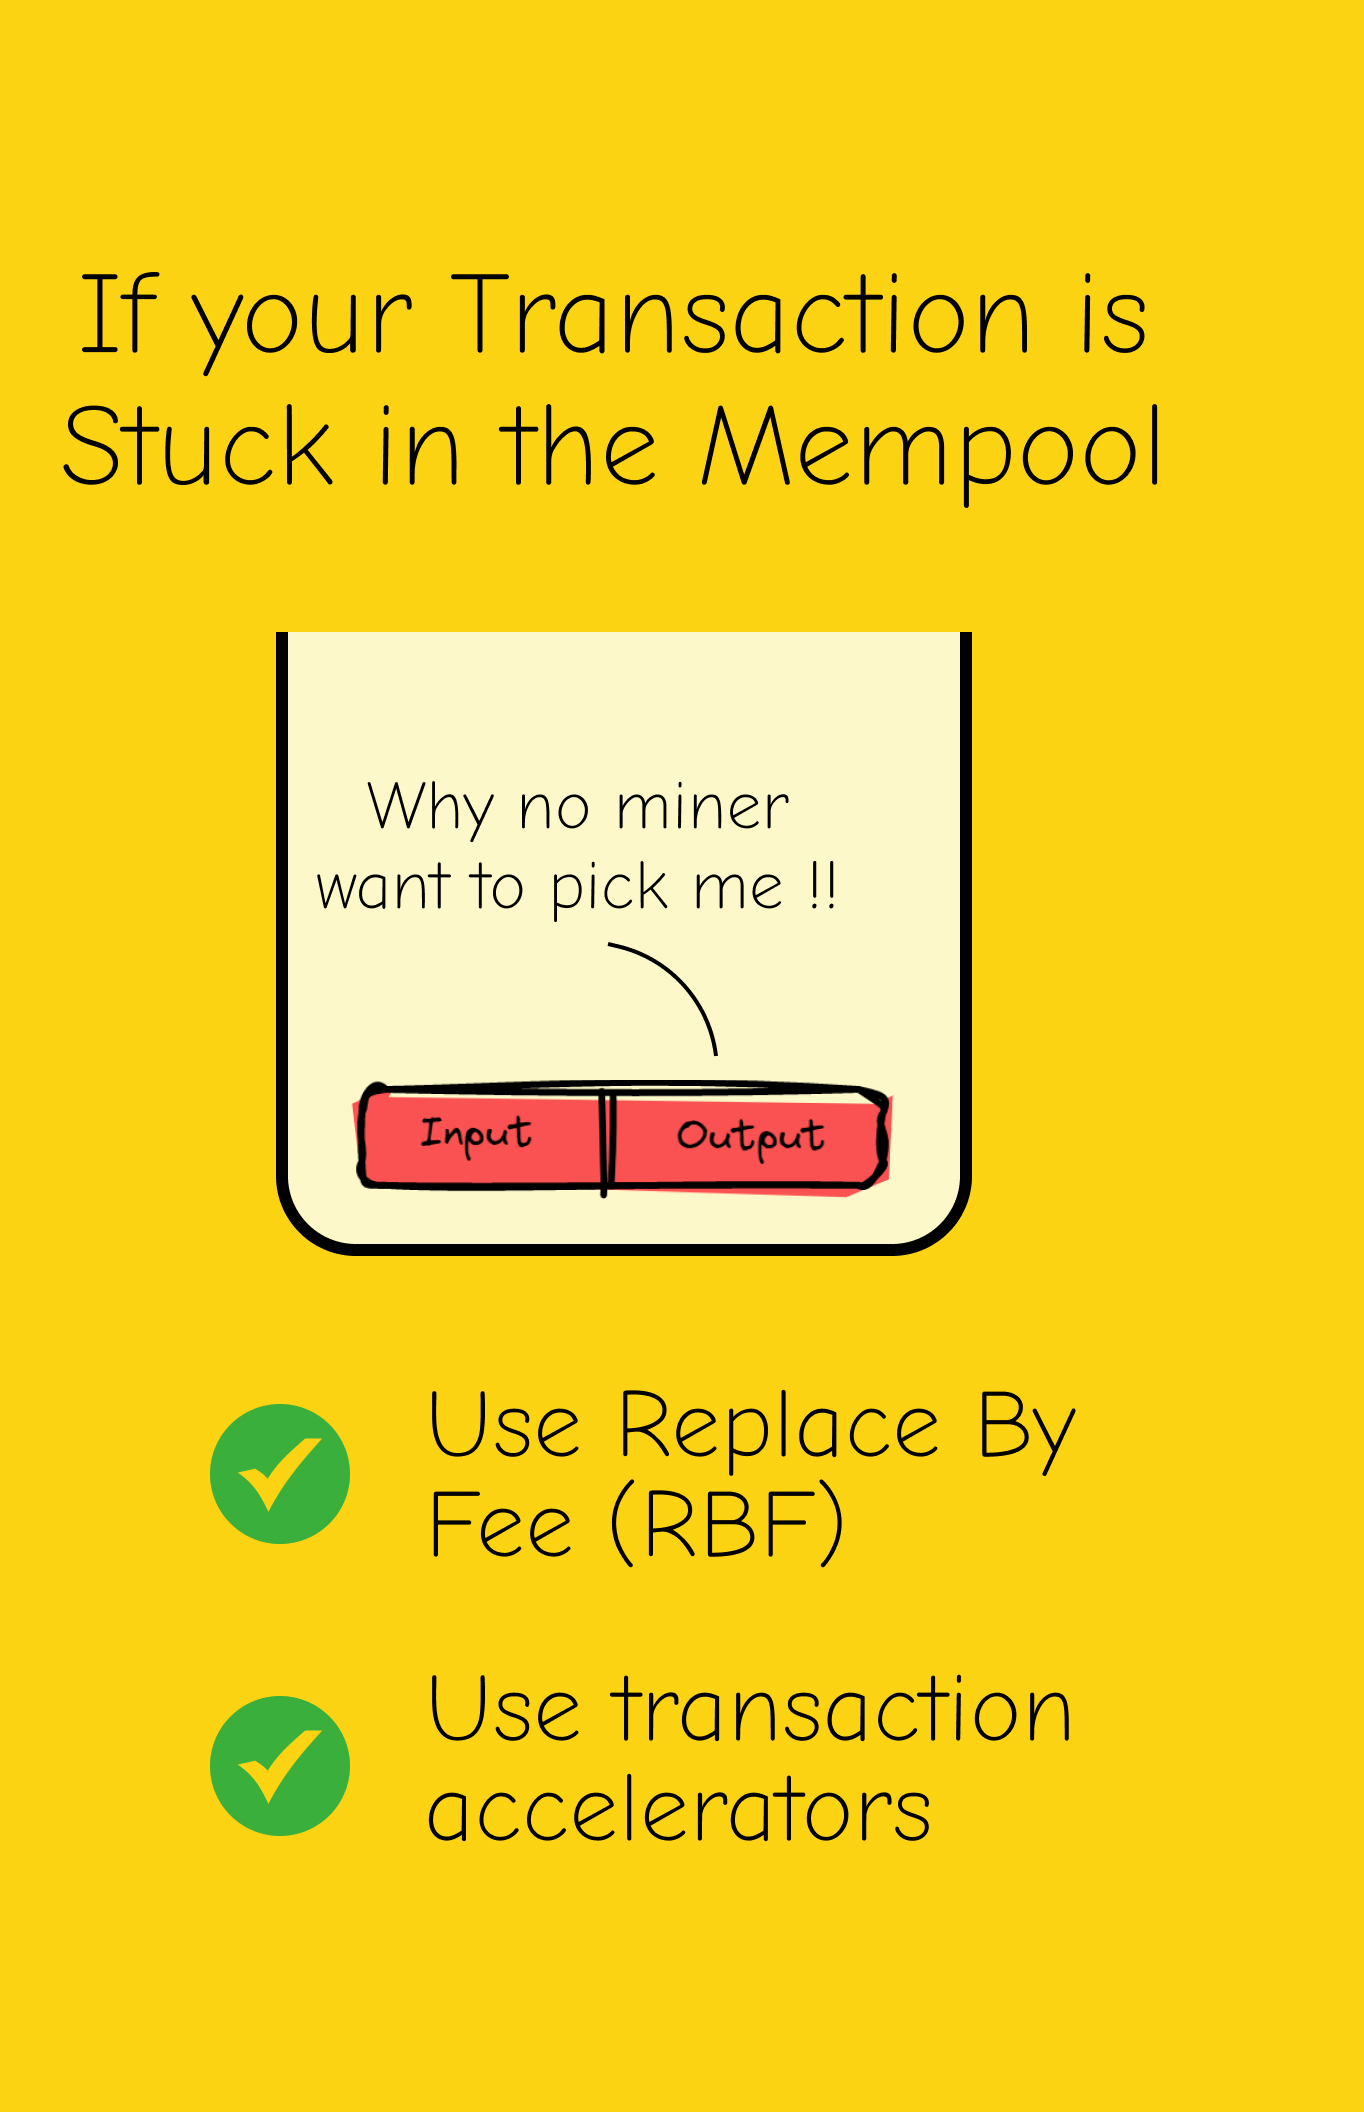 If your Transaction is
Stuck in the Mempool
Why no miner
want to pick me !!
Input Output
Use Replace By
Fee (RBF)
Use transaction
accelerators